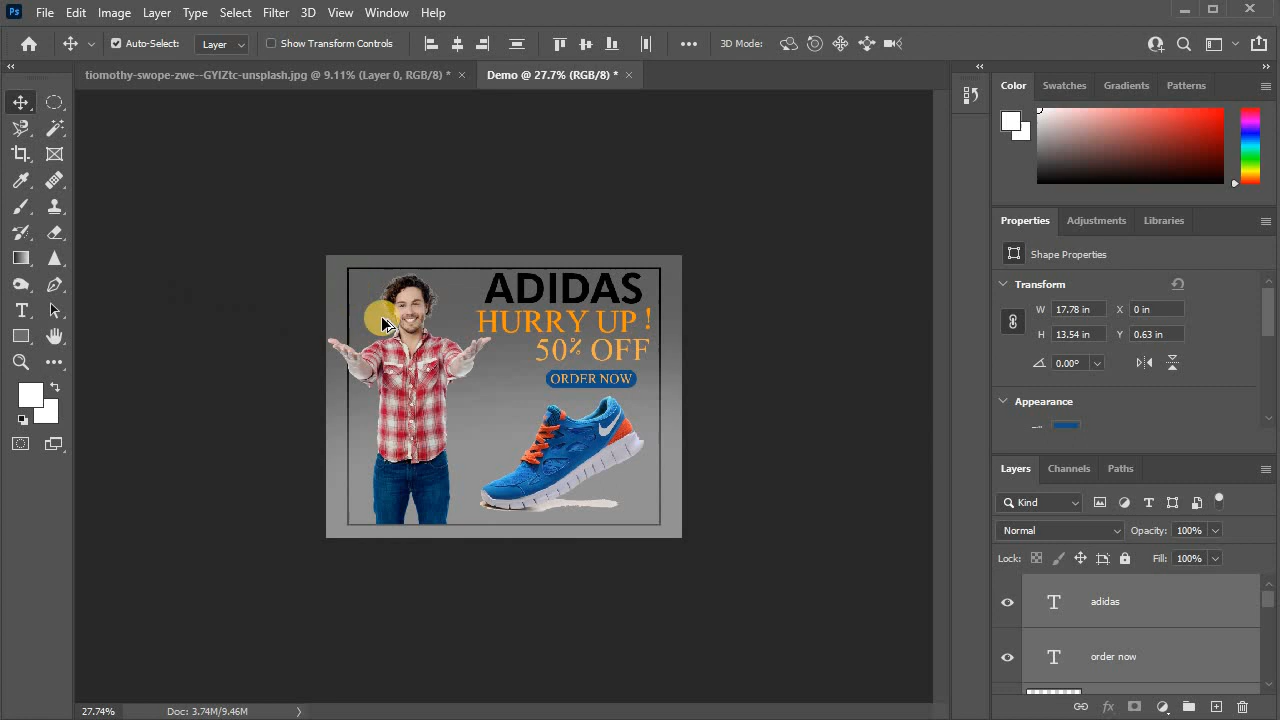 Ps File Edit Image Layer Type Select Filter 3D View Window Help
Auto-Select: Layer Show Transform Controls 3D Mode:
tiomothy-swope-zwe--GYIZtc-unsplash.jpg @ 9.11% (Layer 0, RGB/8) * Demo @ 27.7% (RGB/8) *
Color Swatches Gradients Patterns
Properties Adjustments Libraries
Shape Properties
Transform
W 17.78 in X 0 in
H 13.54 in Y 0.63 in
0.00°
Appearance
ADIDAS
HURRY UP !
50% OFF
ORDER NOW
Layers Channels Paths
Kind
Normal Opacity: 100%
Lock: Fill: 100%
adidas
order now
27.74% Doc: 3.74M/9.46M